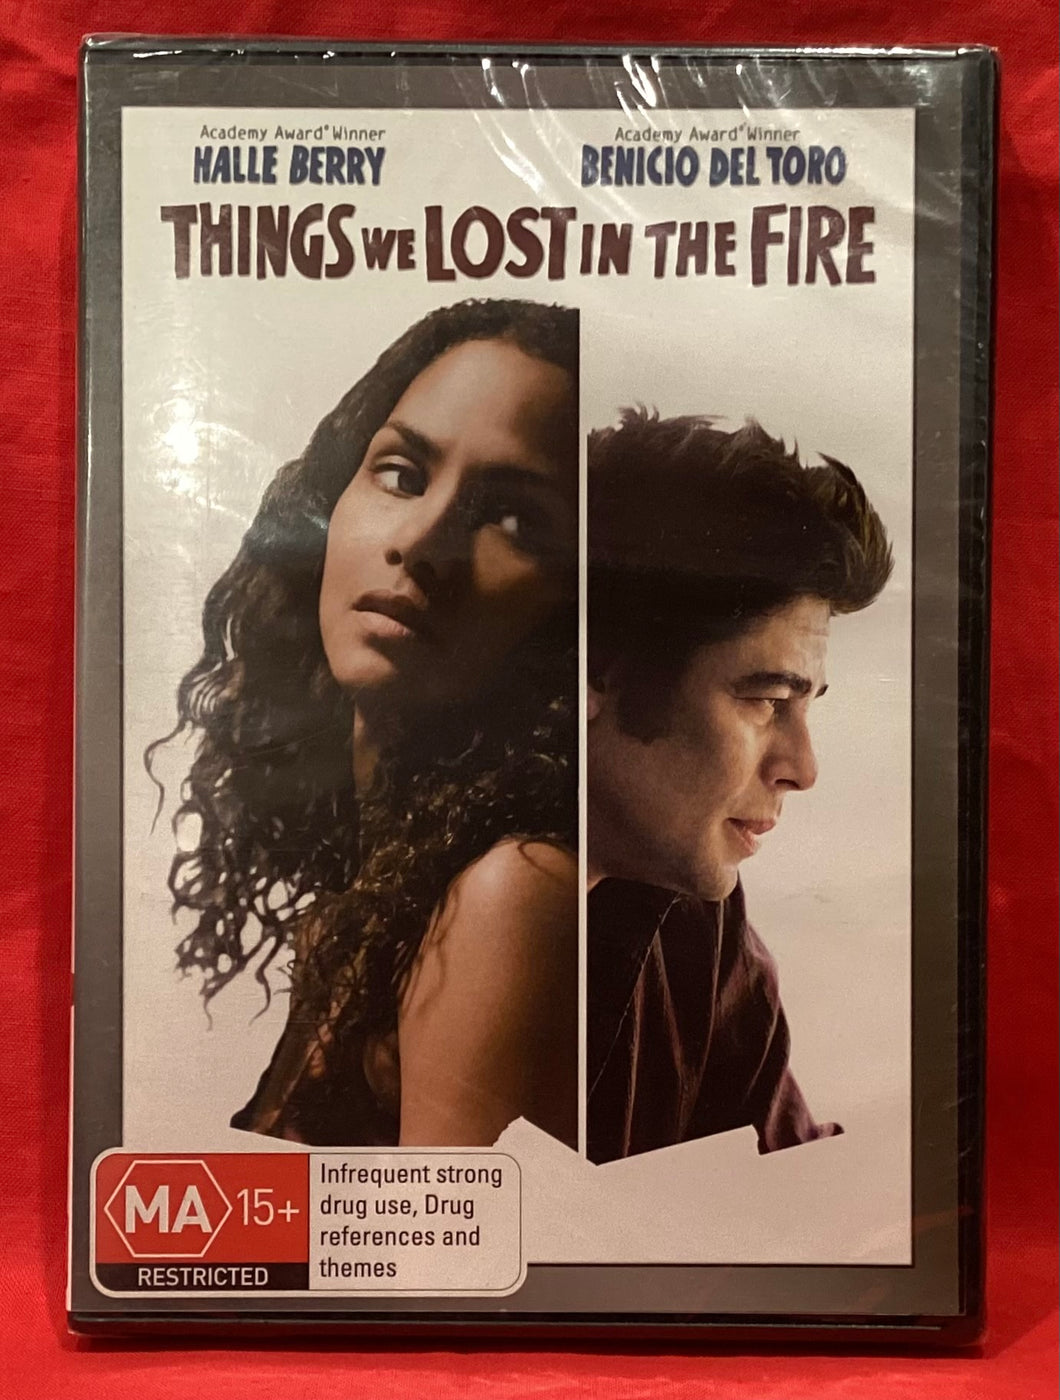 Academy Award® Winner
HALLE BERRY
Academy Award® Winner
BENICIO DEL TORO
THINGS WE LOST IN THE FIRE
MA 15+
RESTRICTED
Infrequent strong
drug use, Drug
references and
themes